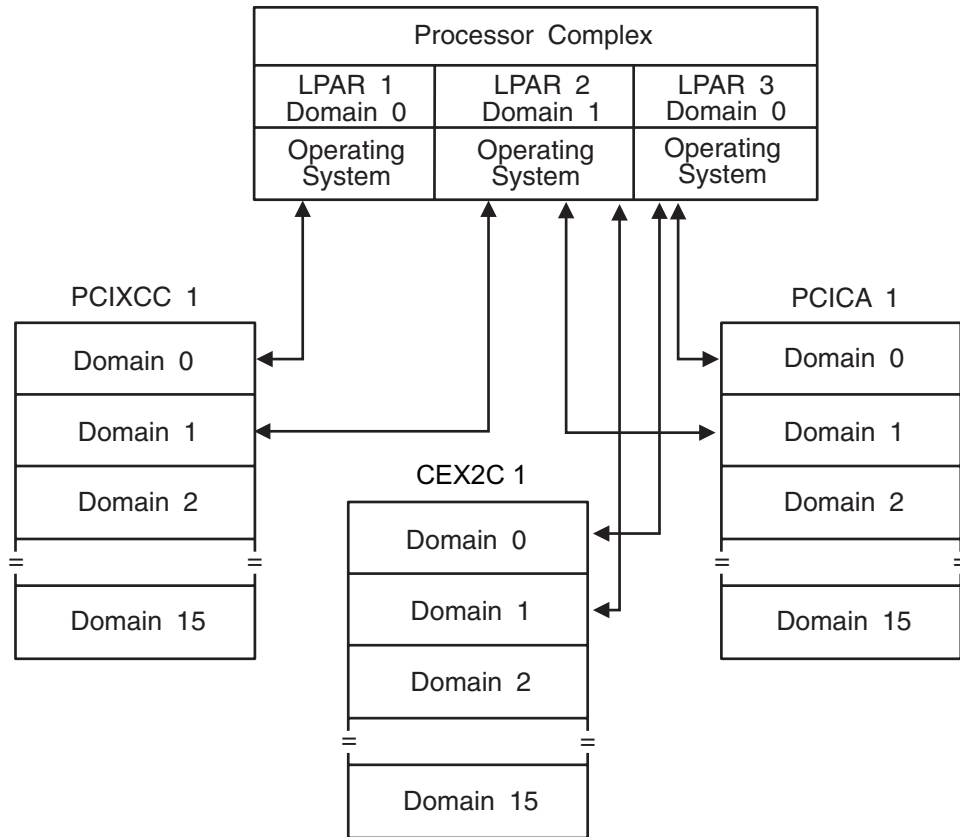 Processor Complex
LPAR 1
Domain 0
LPAR 2
Domain 1
LPAR 3
Domain 0
Operating
System
Operating
System
Operating
System
PCIXCC 1
Domain 0
Domain 1
Domain 2
=
=
Domain 15
CEX2C 1
Domain 0
Domain 1
Domain 2
=
=
Domain 15
PCICA 1
Domain 0
Domain 1
Domain 2
=
=
Domain 15